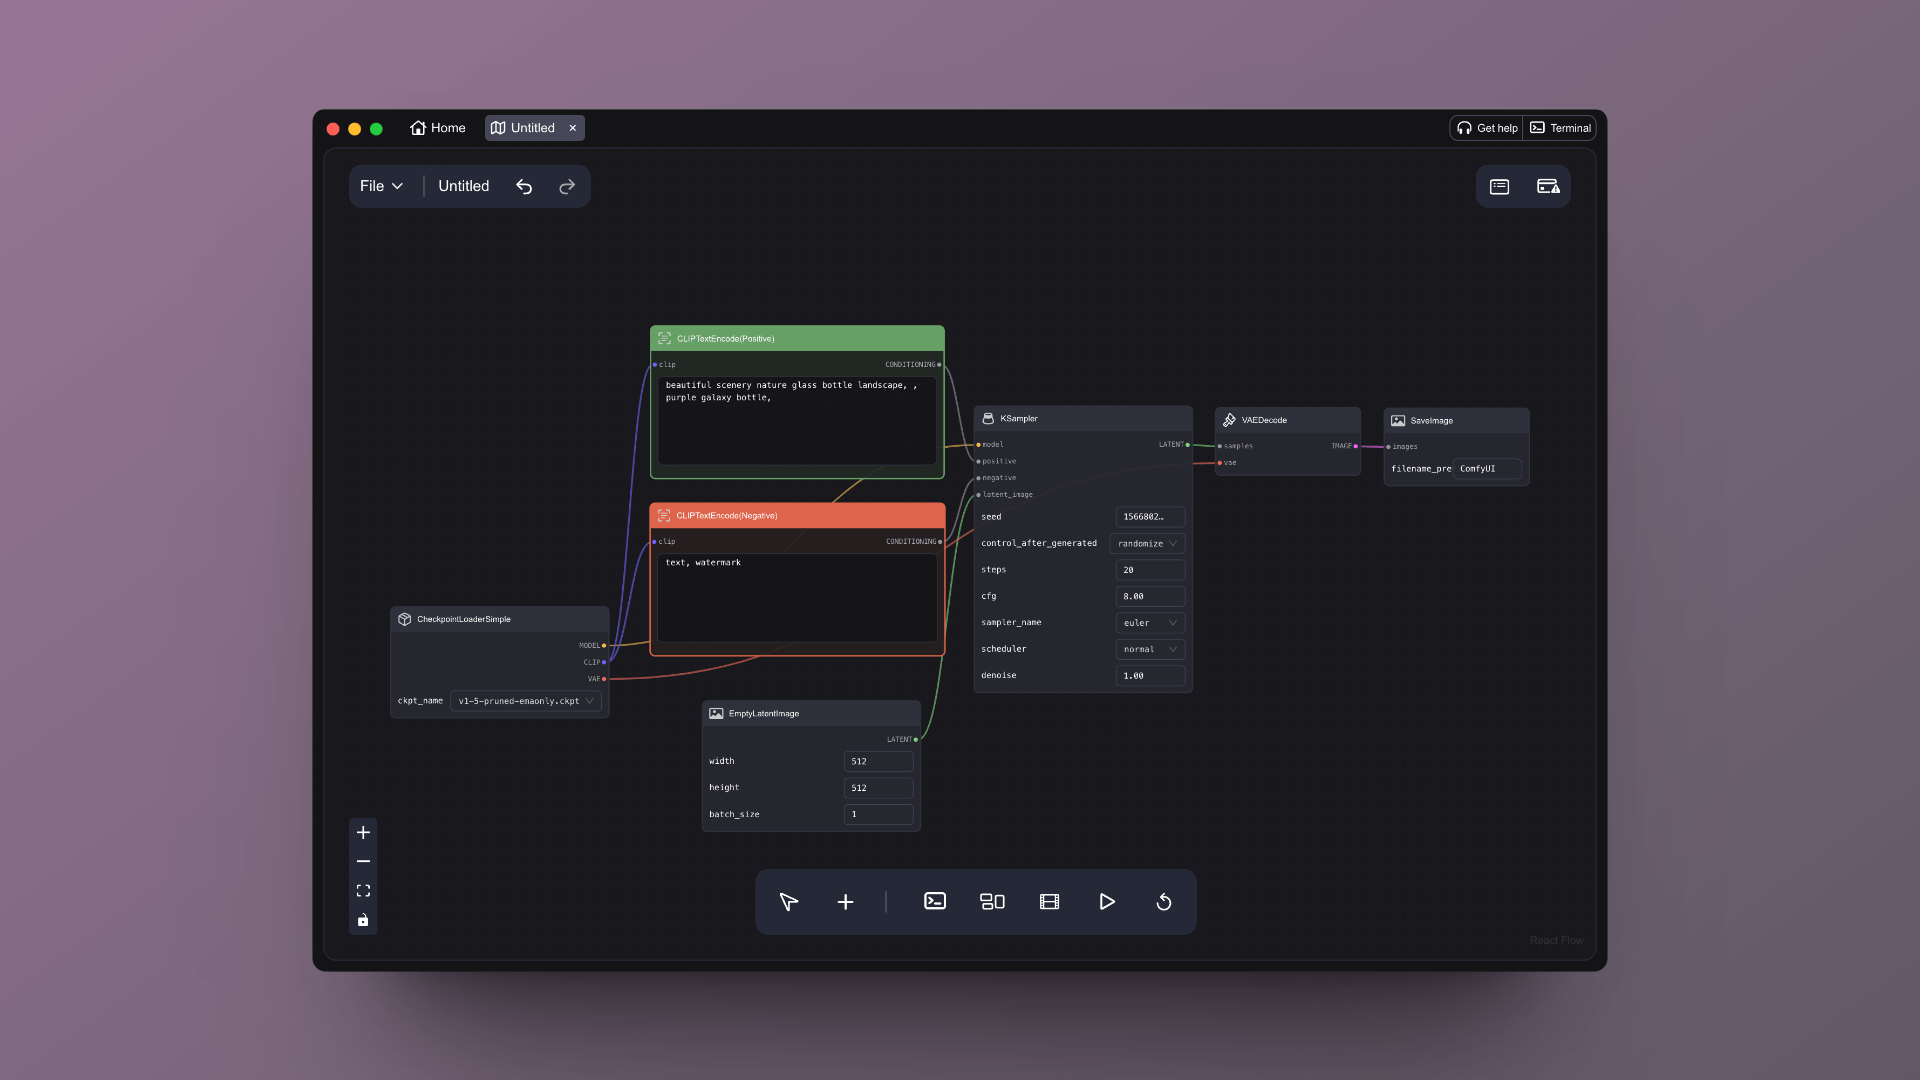 Home
Untitled
Get help
Terminal
File
Untitled
CLIPTextEncode(Positive)
clip
CONDITIONING
beautiful scenery nature glass bottle landscape, ,
purple galaxy bottle,
CLIPTextEncode(Negative)
clip
CONDITIONING
text, watermark
CheckpointLoaderSimple
MODEL
CLIP
VAE
ckpt_name
v1-5-pruned-emaonly.ckpt
EmptyLatentImage
LATENT
width
512
height
512
batch_size
1
KSampler
model
LATENT
positive
negative
latent_image
seed
1566802…
control_after_generated
randomize
steps
20
cfg
8.00
sampler_name
euler
scheduler
normal
denoise
1.00
VAEDecode
samples
IMAGE
vae
SaveImage
images
filename_pre
ComfyUI
React Flow